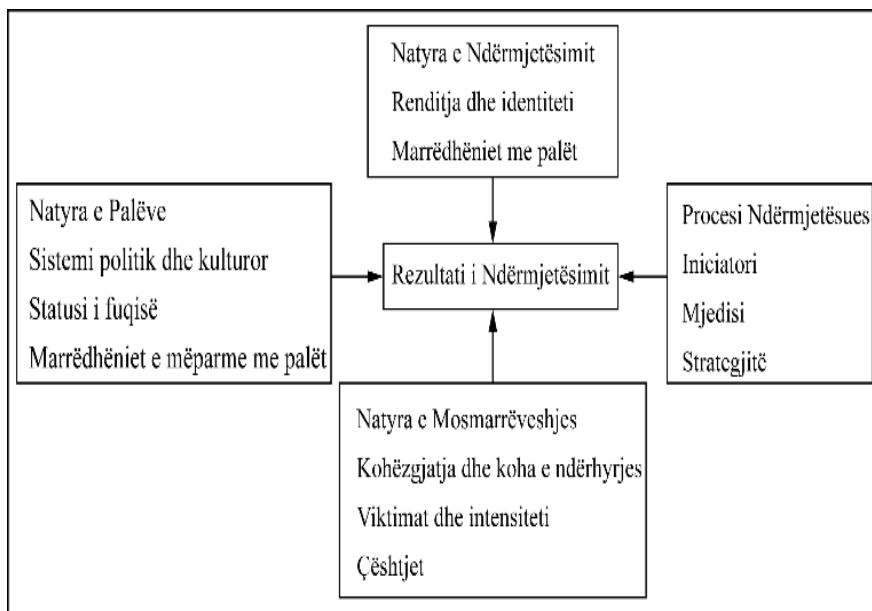 Natyra e Ndërmjetësimit
Renditja dhe identiteti
Marrëdhëniet me palët
Natyra e Palëve
Sistemi politik dhe kulturor
Statusi i fuqisë
Marrëdhëniet e mëparme me palët
Rezultati i Ndërmjetësimit
Procesi Ndërmjetësues
Iniciatori
Mjedisi
Strategjitë
Natyra e Mosmarrëveshjes
Kohëzgjatja dhe koha e ndërhyrjes
Viktimat dhe intensiteti
Çështjet